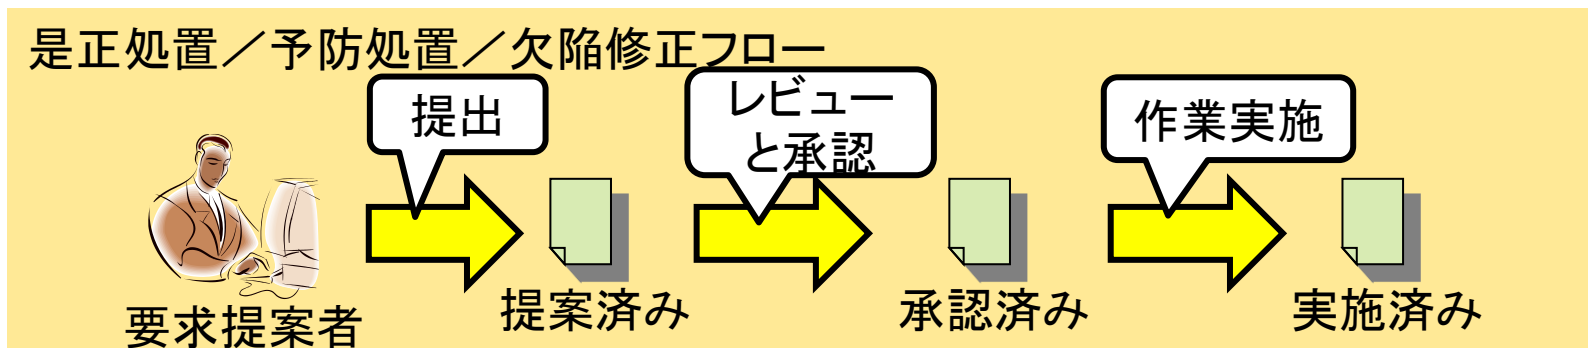 是正処置／予防処置／欠陥修正フロー
提出
レビュー
と承認
作業実施
要求提案者
提案済み
承認済み
実施済み